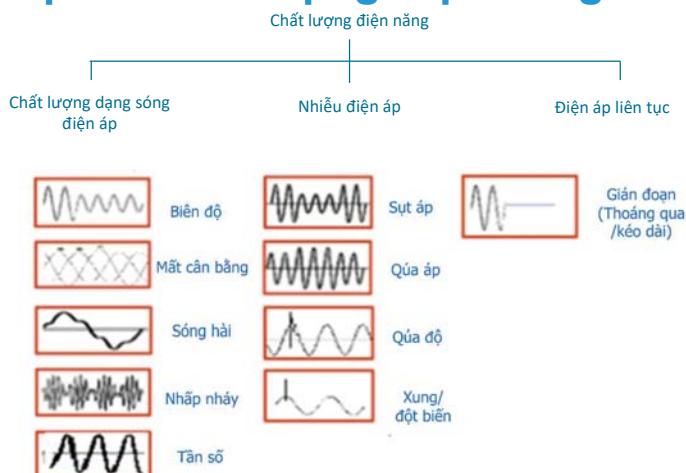 Chất lượng điện năng
Chất lượng dạng sóng
điện áp
Nhiễu điện áp
Điện áp liên tục
Biên độ
Sụt áp
Gián đoạn
(Thoáng qua
/kéo dài)
Mất cân bằng
Qúa áp
Sóng hài
Qúa độ
Nhấp nháy
Xung/
đột biến
Tần số